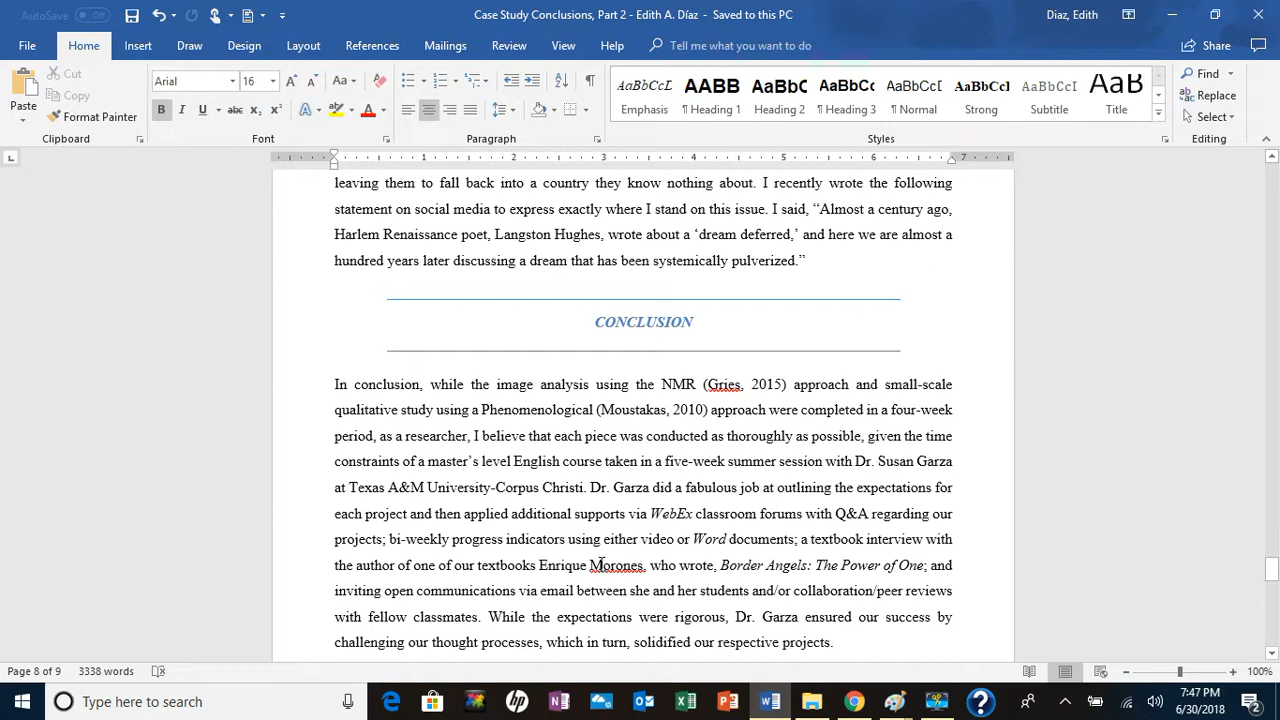 AutoSave Off
Case Study Conclusions, Part 2 - Edith A. Díaz - Saved to this PC
Diaz, Edith
File Home Insert Draw Design Layout References Mailings Review View Help Tell me what you want to do Share
Paste
Cut
Copy
Format Painter
Clipboard
Arial 16
Font
Paragraph
AaBbCcL AABB AaBbC AaBbC AaBbCcI AaBbCc AaBbCcL AaB
Emphasis ¶ Heading 1 Heading 2 ¶ Heading 3 ¶ Normal Strong Subtitle Title
Styles
Find
Replace
Select
Editing
1 2 3 4 5 6 7
leaving them to fall back into a country they know nothing about. I recently wrote the following
statement on social media to express exactly where I stand on this issue. I said, “Almost a century ago,
Harlem Renaissance poet, Langston Hughes, wrote about a ‘dream deferred,’ and here we are almost a
hundred years later discussing a dream that has been systemically pulverized.”
CONCLUSION
In conclusion, while the image analysis using the NMR (Gries, 2015) approach and small-scale
qualitative study using a Phenomenological (Moustakas, 2010) approach were completed in a four-week
period, as a researcher, I believe that each piece was conducted as thoroughly as possible, given the time
constraints of a master’s level English course taken in a five-week summer session with Dr. Susan Garza
at Texas A&M University-Corpus Christi. Dr. Garza did a fabulous job at outlining the expectations for
each project and then applied additional supports via WebEx classroom forums with Q&A regarding our
projects; bi-weekly progress indicators using either video or Word documents; a textbook interview with
the author of one of our textbooks Enrique Morones, who wrote, Border Angels: The Power of One; and
inviting open communications via email between she and her students and/or collaboration/peer reviews
with fellow classmates. While the expectations were rigorous, Dr. Garza ensured our success by
challenging our thought processes, which in turn, solidified our respective projects.
Page 8 of 9 3338 words 100%
Type here to search
7:47 PM
6/30/2018